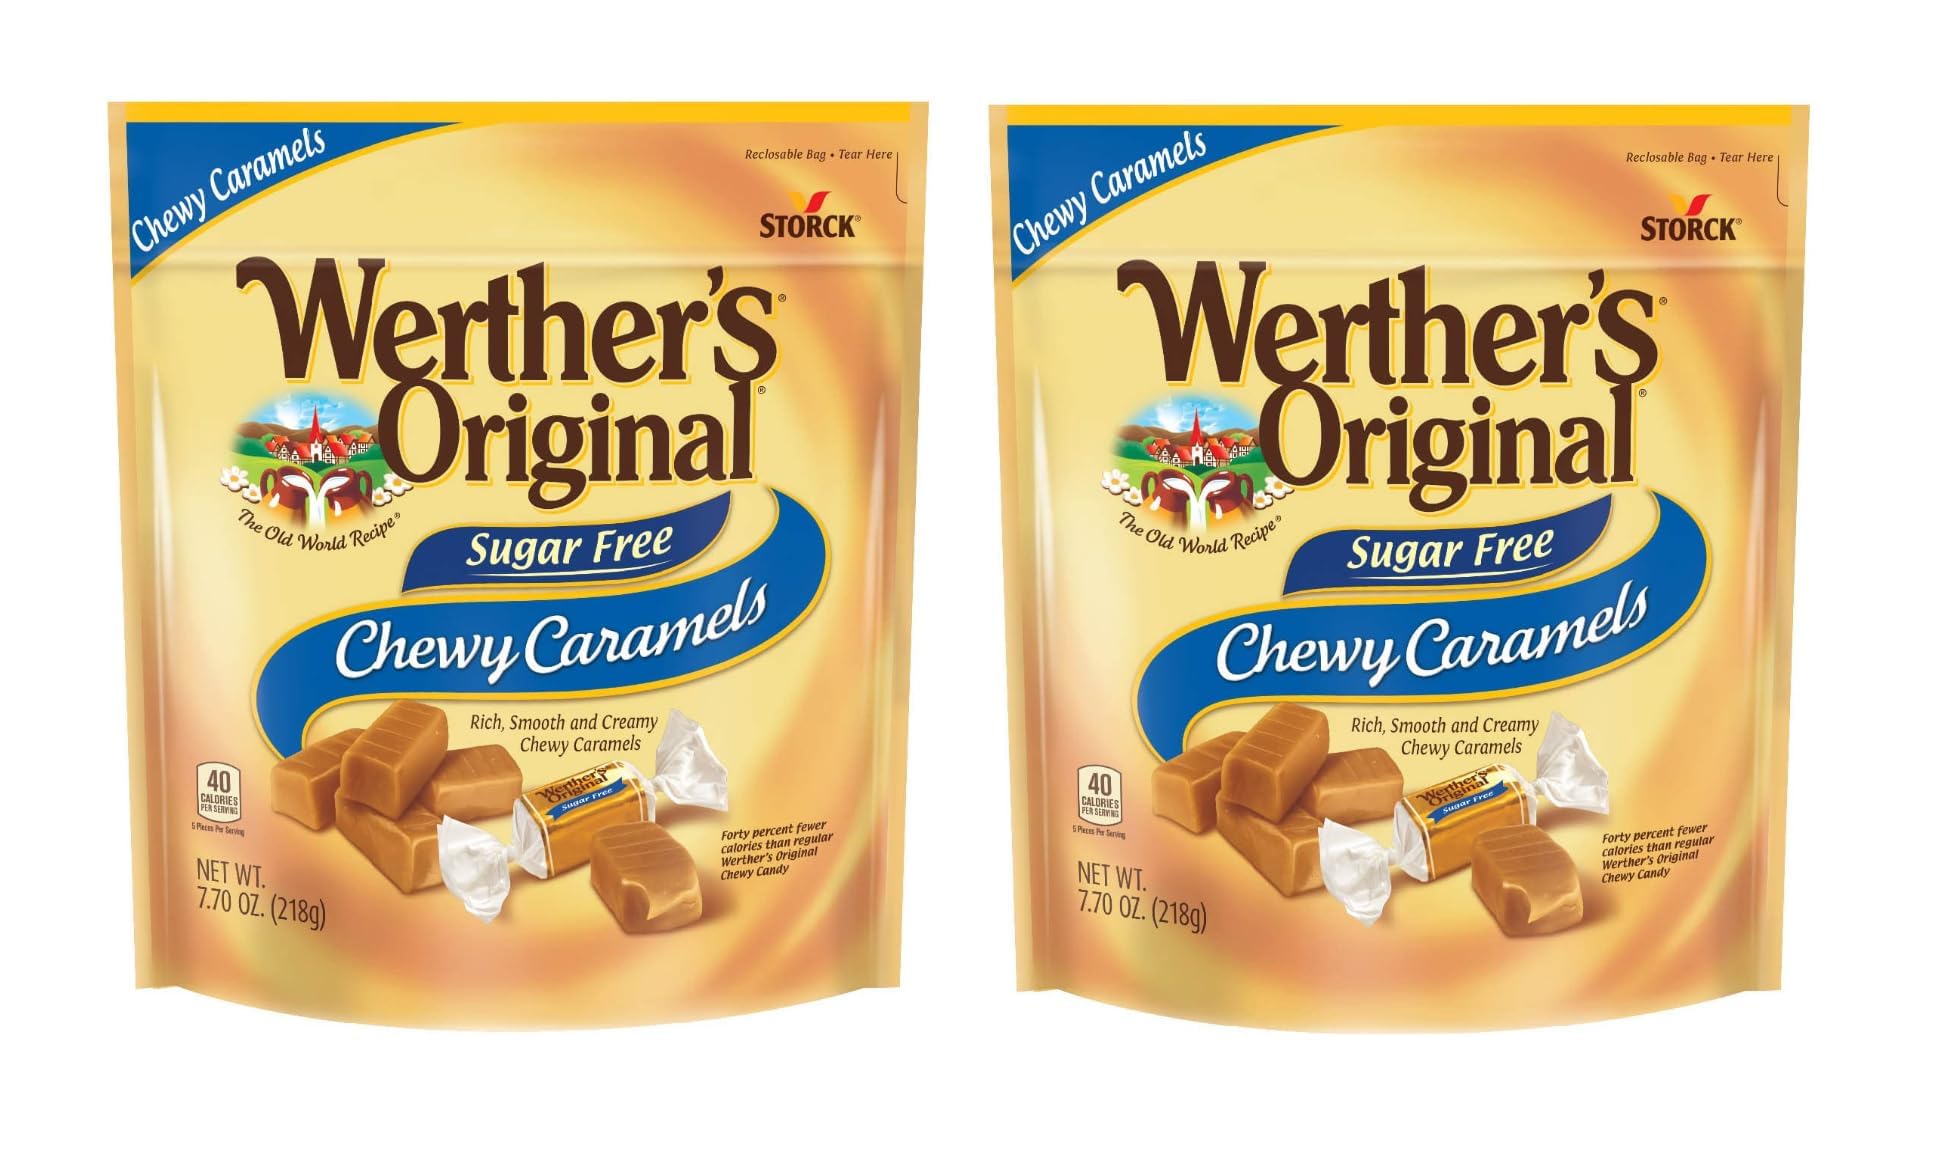 Chewy Caramels
Reclosable Bag • Tear Here
STORCK®
Werther's®
Original®
The Old World Recipe®
Sugar Free
Chewy Caramels
Rich, Smooth and Creamy
Chewy Caramels
Werther's
Original
Sugar Free
40
CALORIES
PER SERVING
5 Pieces Per Serving
Forty percent fewer
calories than regular
Werther's Original
Chewy Candy
NET WT.
7.70 OZ. (218g)
Chewy Caramels
Reclosable Bag • Tear Here
STORCK®
Werther's®
Original®
The Old World Recipe®
Sugar Free
Chewy Caramels
Rich, Smooth and Creamy
Chewy Caramels
Werther's
Original
Sugar Free
40
CALORIES
PER SERVING
5 Pieces Per Serving
Forty percent fewer
calories than regular
Werther's Original
Chewy Candy
NET WT.
7.70 OZ. (218g)